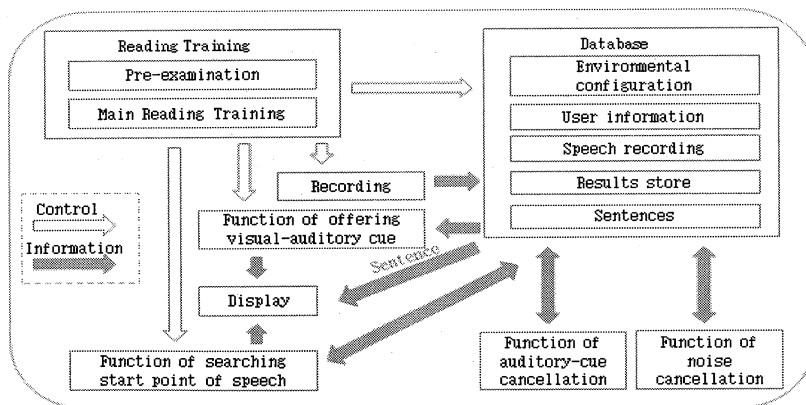 Reading Training
Pre-examination
Main Reading Training
Database
Environmental
configuration
User information
Speech recording
Results store
Sentences
Recording
Function of offering
visual-auditory cue
Control
Information
Sentence
Display
Function of searching
start point of speech
Function of
auditory-cue
cancellation
Function of
noise
cancellation